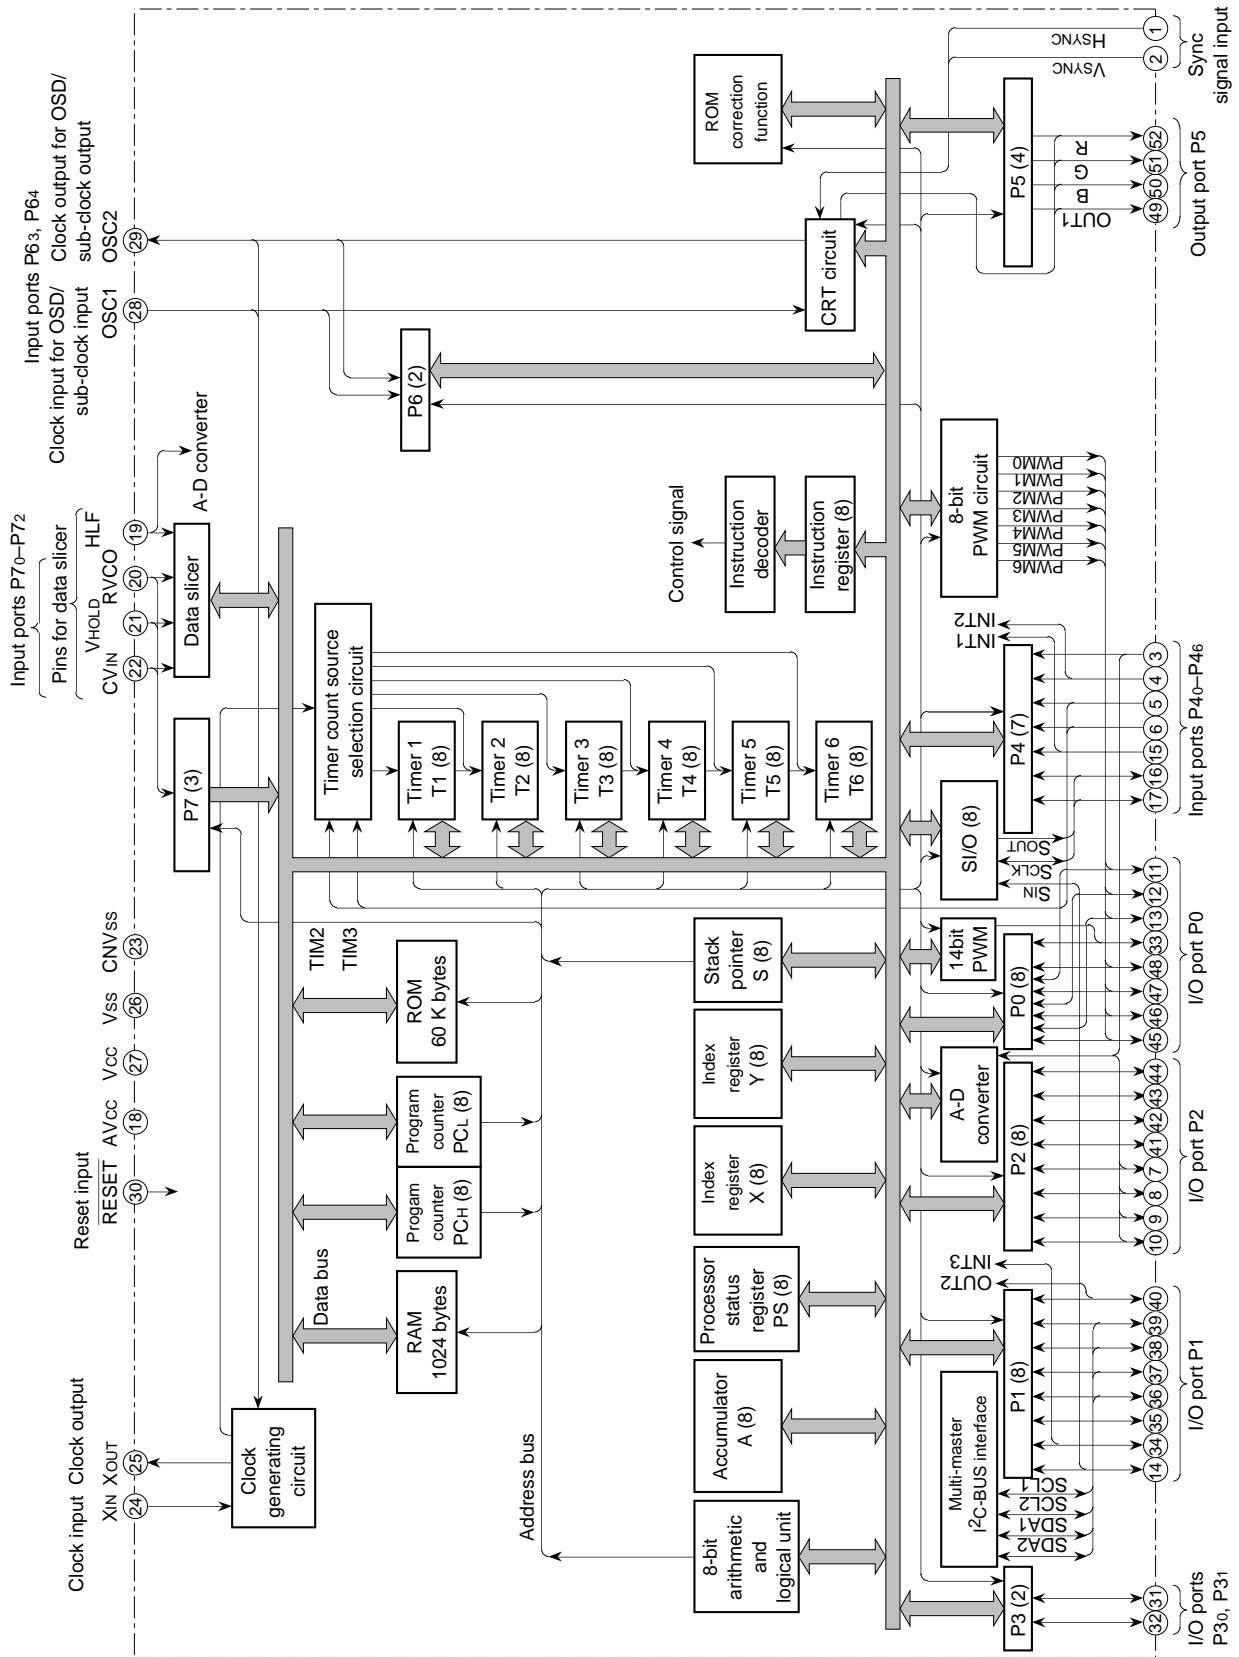 Clock input Clock output
XIN XOUT
24 25
Reset input
RESET
30
AVCC
18
VCC
27
VSS
26
CNVSS
23
Input ports P70–P72
Pins for data slicer
CVIN
22
VHOLD
21
RVCO
20
HLF
19
A-D converter
Input ports P63, P64
Clock input for OSD/
sub-clock input
OSC1
28
Clock output for OSD/
sub-clock output
OSC2
29
Clock
generating
circuit
P7 (3)
Data slicer
Data bus
RAM
1024 bytes
Progam
counter
PCH (8)
Program
counter
PCL (8)
ROM
60 K bytes
TIM2
TIM3
Timer count source
selection circuit
Timer 1
T1 (8)
Timer 2
T2 (8)
Timer 3
T3 (8)
Timer 4
T4 (8)
Timer 5
T5 (8)
Timer 6
T6 (8)
P6 (2)
Address bus
8-bit
arithmetic
and
logical unit
Accumulator
A (8)
Processor
status
register
PS (8)
Index
register
X (8)
Index
register
Y (8)
Stack
pointer
S (8)
Control signal
Instruction
decoder
Instruction
register (8)
CRT circuit
ROM
correction
function
P3 (2)
Multi-master
I2C-BUS interface
SDA2
SDA1
SCL2
SCL1
P1 (8)
OUT2
INT3
P2 (8)
A-D
converter
P0 (8)
14bit
PWM
SI/O (8)
SIN
SCLK
SOUT
P4 (7)
INT1
INT2
8-bit
PWM circuit
PWM6
PWM5
PWM4
PWM3
PWM2
PWM1
PWM0
P5 (4)
OUT1
B
G
R
VSYNC
HSYNC
32 31
I/O ports
P30, P31
14 34 35 36 37 38 39 40
I/O port P1
10 9 8 7 41 42 43 44
I/O port P2
45 46 47 48 33 13 12 11
I/O port P0
17 16 15 6 5 4 3
Input ports P40–P46
49 50 51 52
Output port P5
2 1
Sync
signal input